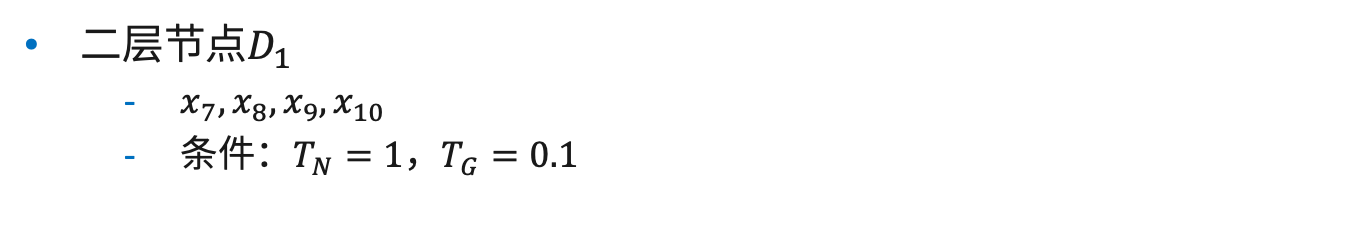 • 二层节点D₁
- x₇, x₈, x₉, x₁₀
- 条件：T_N = 1，T_G = 0.1